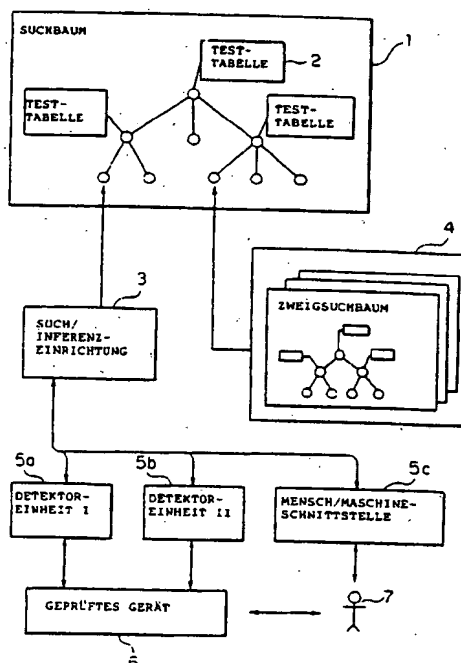 SUCKBAUM
1
TEST-
TABELLE
2
TEST-
TABELLE
TEST-
TABELLE
4
3
SUCH/
INFERENZ-
EINRICHTUNG
ZWEIGSUCHBAUM
5a
5b
5c
DETEKTOR-
EINHEIT I
DETEKTOR-
EINHEIT II
MENSCH/MASCHINE-
SCHNITTSTELLE
GEPRÜFTES GERÄT
7
6